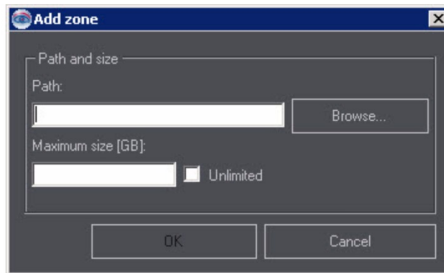 Add zone
Path and size
Path:
Browse...
Maximum size [GB]:
Unlimited
OK
Cancel